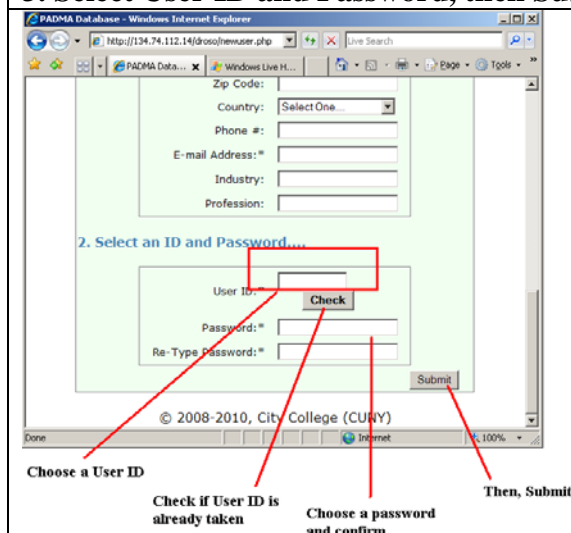 PADMA Database - Windows Internet Explorer
http://134.74.112.14/droso/newuser.php
Live Search
PADMA Data...
Windows Live H...
Page
Tools
Zip Code:
Country:
Select One....
Phone #:
E-mail Address:*
Industry:
Profession:
2. Select an ID and Password....
User ID:*
Check
Password:*
Re-Type Password:*
Submit
© 2008-2010, City College (CUNY)
Done
Internet
100%
Choose a User ID
Check if User ID is
already taken
Choose a password
and confirm
Then, Submit